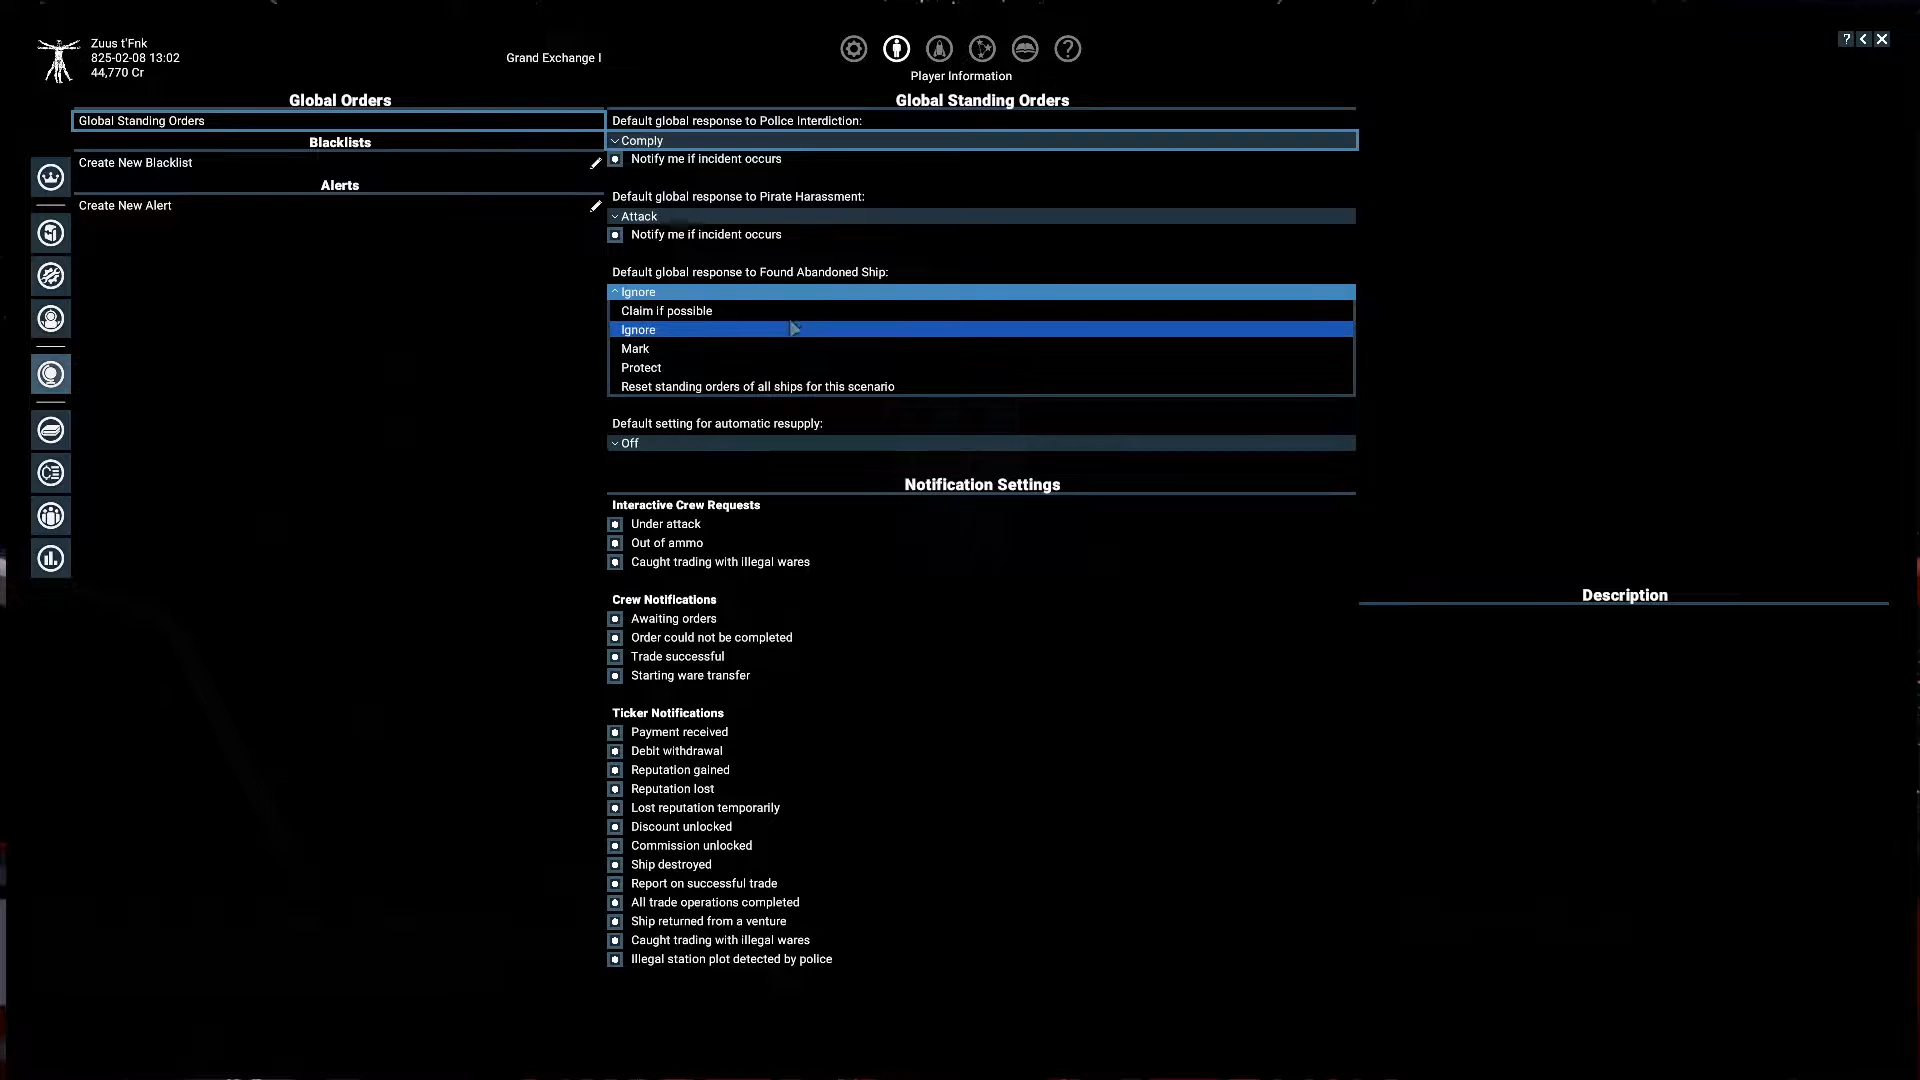 Zuus t'Fnk
825-02-08 13:02
44,770 Cr
Grand Exchange I
?
Player Information
? < X
Global Orders
Global Standing Orders
Blacklists
Create New Blacklist
Alerts
Create New Alert
Global Standing Orders
Default global response to Police Interdiction:
Comply
Notify me if incident occurs
Default global response to Pirate Harassment:
Attack
Notify me if incident occurs
Default global response to Found Abandoned Ship:
Ignore
Claim if possible
Ignore
Mark
Protect
Reset standing orders of all ships for this scenario
Default setting for automatic resupply:
Off
Notification Settings
Interactive Crew Requests
Under attack
Out of ammo
Caught trading with illegal wares
Crew Notifications
Awaiting orders
Order could not be completed
Trade successful
Starting ware transfer
Ticker Notifications
Payment received
Debit withdrawal
Reputation gained
Reputation lost
Lost reputation temporarily
Discount unlocked
Commission unlocked
Ship destroyed
Report on successful trade
All trade operations completed
Ship returned from a venture
Caught trading with illegal wares
Illegal station plot detected by police
Description